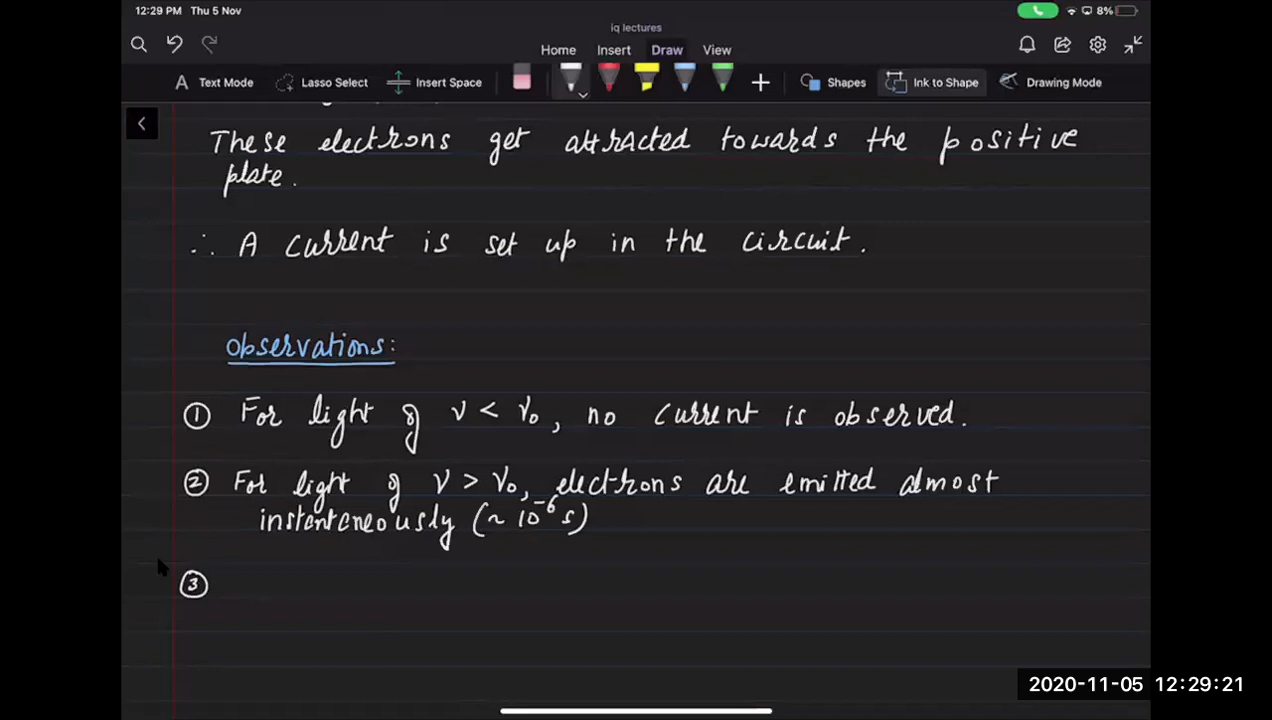 12:29 PM Thu 5 Nov
8%
iq lectures
Home Insert Draw View
Text Mode Lasso Select Insert Space Shapes Ink to Shape Drawing Mode
These electrons get attracted towards the positive
plate.
∴ A current is set up in the circuit.
Observations:
① For light of ν < ν₀, no current is observed.
② For light of ν > ν₀, electrons are emitted almost
instantaneously (~ 10⁻⁶ s)
③
2020-11-05 12:29:21